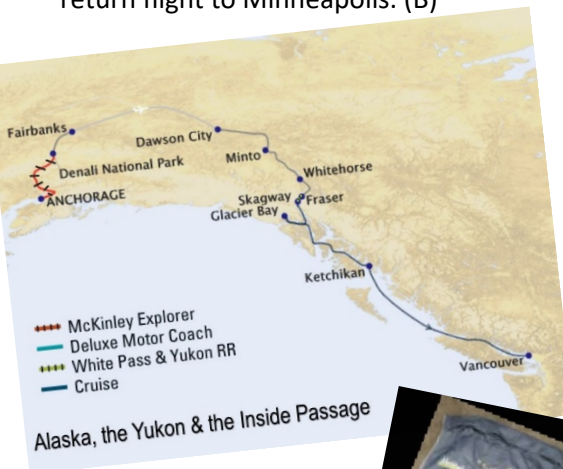 return flight to Minneapolis. (B)
Fairbanks
Dawson City
Denali National Park
Minto
Whitehorse
ANCHORAGE
Skagway
Fraser
Glacier Bay
Ketchikan
McKinley Explorer
Deluxe Motor Coach
White Pass & Yukon RR
Cruise
Vancouver
Alaska, the Yukon & the Inside Passage